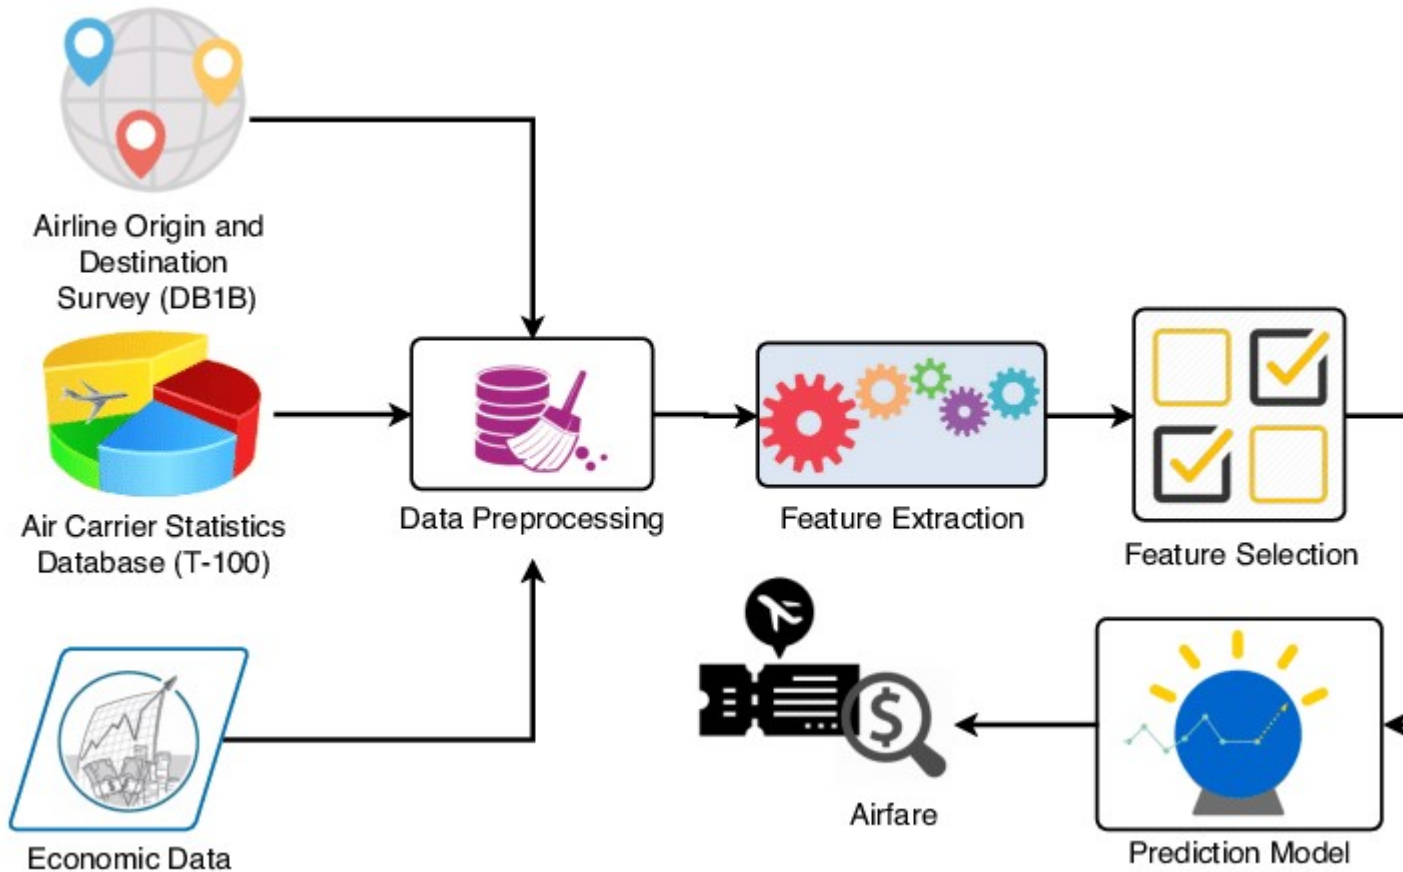 Airline Origin and
Destination
Survey (DB1B)
Air Carrier Statistics
Database (T-100)
Economic Data
Data Preprocessing
Feature Extraction
Feature Selection
$
Airfare
Prediction Model